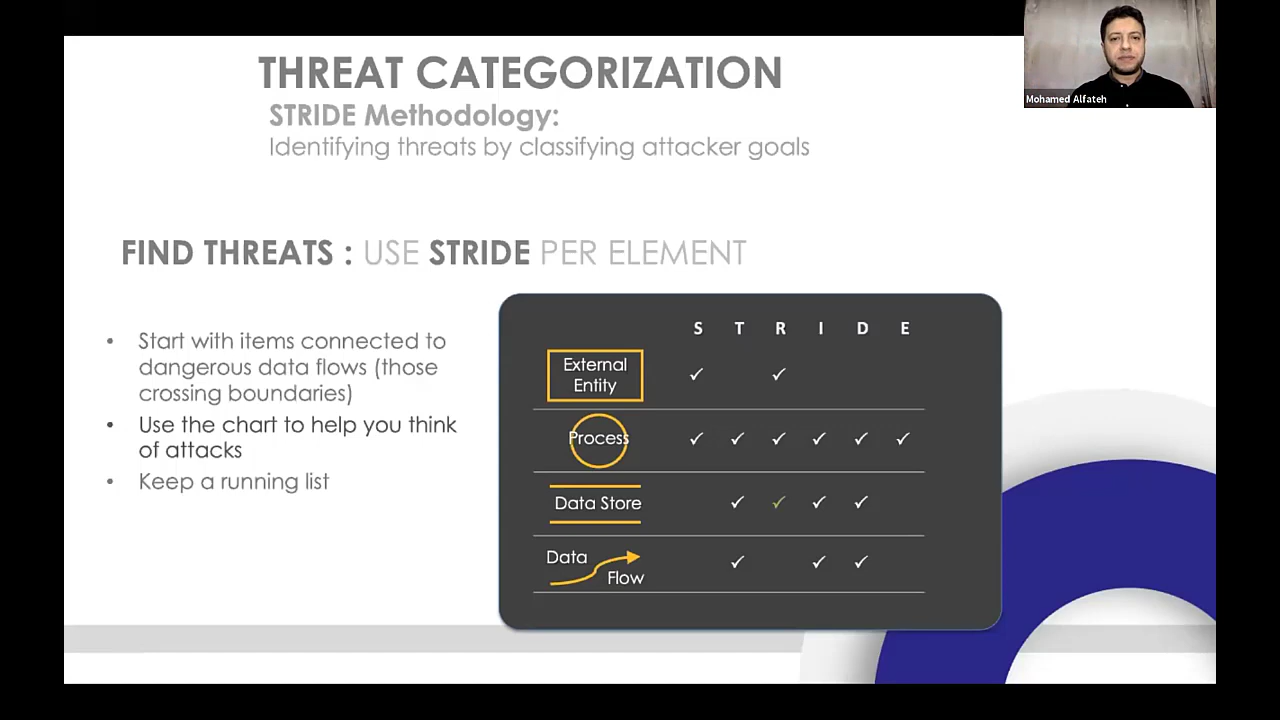 Mohamed Alfateh
THREAT CATEGORIZATION
STRIDE Methodology:
Identifying threats by classifying attacker goals
FIND THREATS : USE STRIDE PER ELEMENT
• Start with items connected to
dangerous data flows (those
crossing boundaries)
• Use the chart to help you think
of attacks
• Keep a running list
S T R I D E
External
Entity ✓ ✓
Process ✓ ✓ ✓ ✓ ✓ ✓
Data Store ✓ ✓ ✓ ✓
Data
Flow ✓ ✓ ✓